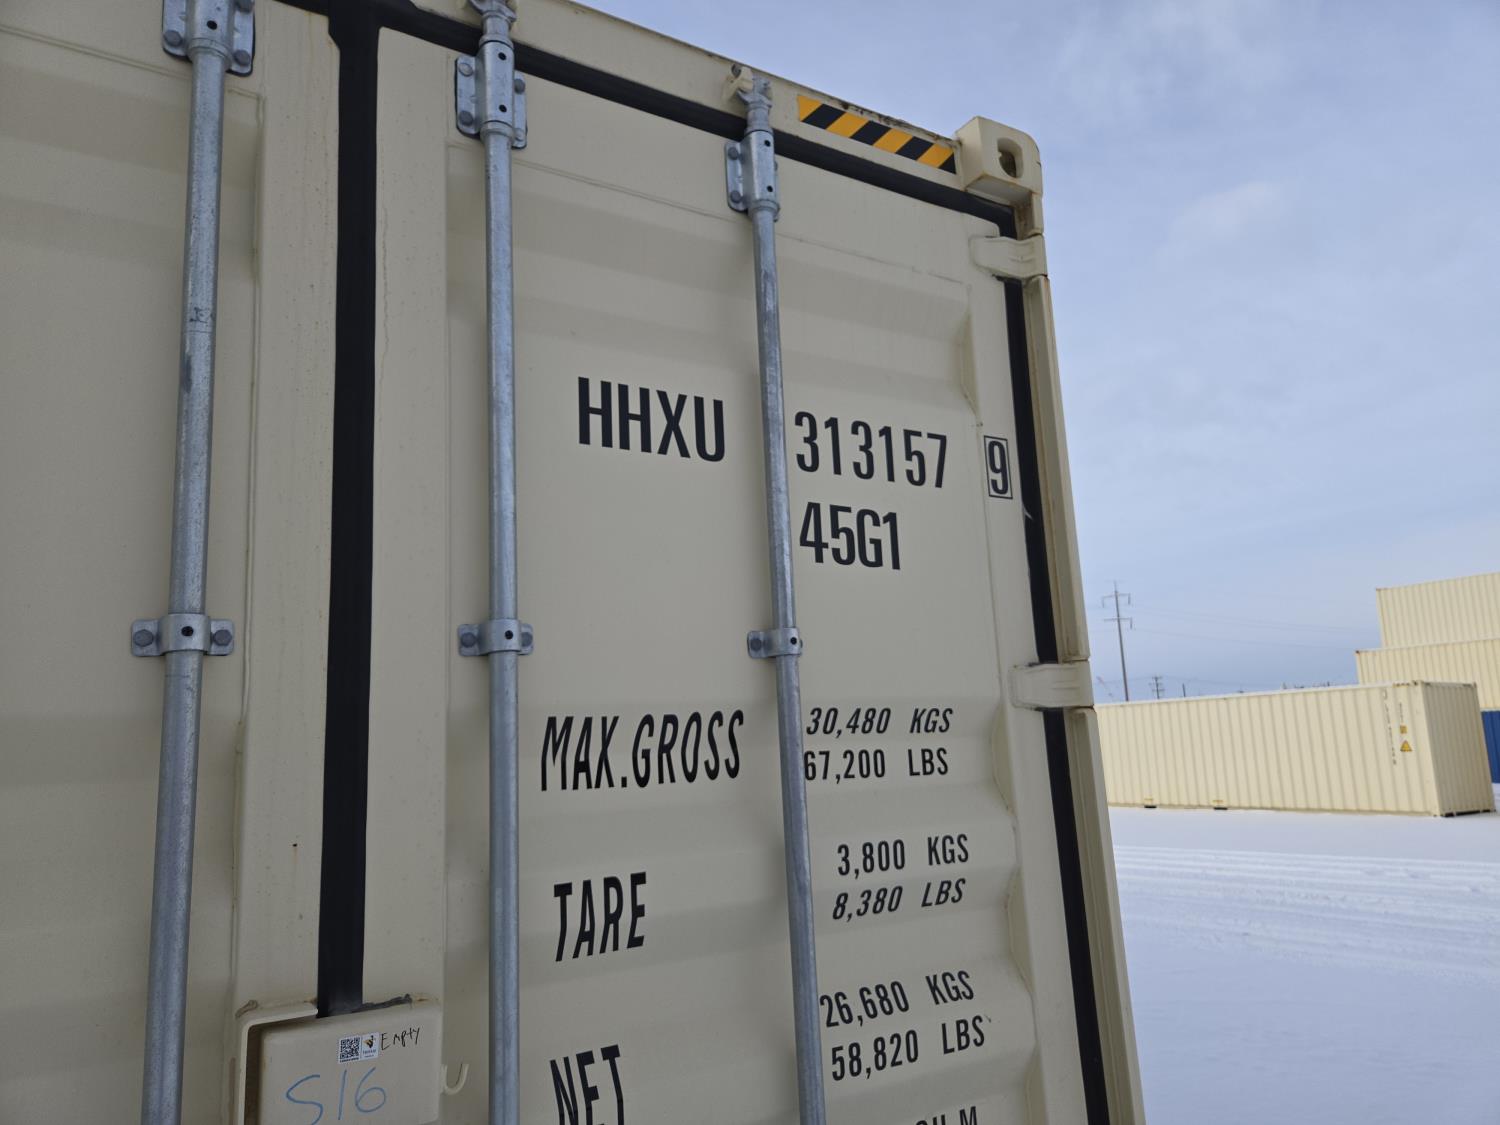 HHXU 313157 9
45G1
MAX.GROSS 30,480 KGS
67,200 LBS
TARE 3,800 KGS
8,380 LBS
NET 26,680 KGS
58,820 LBS
Empty
S16